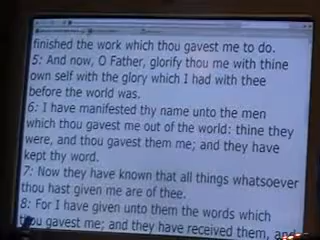 finished the work which thou gavest me to do.
5: And now, O Father, glorify thou me with thine
own self with the glory which I had with thee
before the world was.
6: I have manifested thy name unto the men
which thou gavest me out of the world: thine they
were, and thou gavest them me; and they have
kept thy word.
7: Now they have known that all things whatsoever
thou hast given me are of thee.
8: For I have given unto them the words which
thou gavest me; and they have received them, and